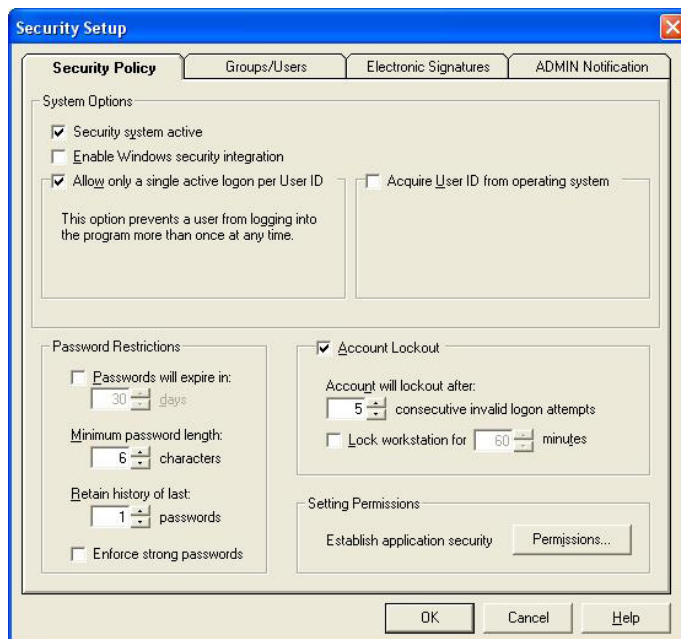 Security Setup
Security Policy
Groups/Users
Electronic Signatures
ADMIN Notification
System Options
Security system active
Enable Windows security integration
Allow only a single active logon per User ID
This option prevents a user from logging into
the program more than once at any time.
Acquire User ID from operating system
Password Restrictions
Passwords will expire in:
30 days
Minimum password length:
6 characters
Retain history of last:
1 passwords
Enforce strong passwords
Account Lockout
Account will lockout after:
5 consecutive invalid logon attempts
Lock workstation for 60 minutes
Setting Permissions
Establish application security Permissions...
OK Cancel Help